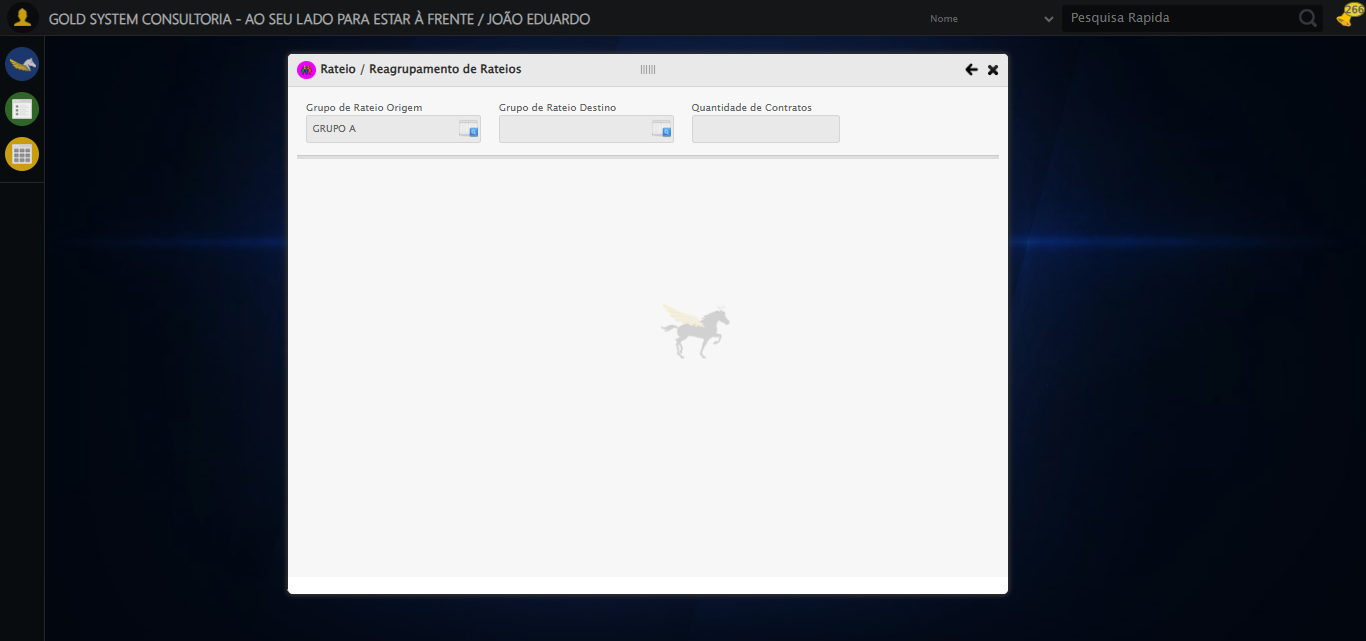 GOLD SYSTEM CONSULTORIA - AO SEU LADO PARA ESTAR À FRENTE / JOÃO EDUARDO
Nome
Pesquisa Rapida
266
Rateio / Reagrupamento de Rateios
Grupo de Rateio Origem
Grupo de Rateio Destino
Quantidade de Contratos
GRUPO A